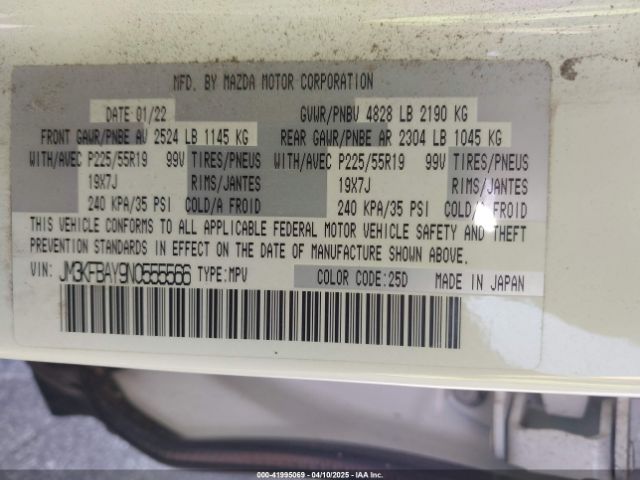 MFD. BY MAZDA MOTOR CORPORATION
DATE 01/22 GVWR/PNBV 4828 LB 2190 KG
FRONT GAWR/PNBE AV 2524 LB 1145 KG REAR GAWR/PNBE AR 2304 LB 1045 KG
WITH/AVEC P225/55R19 99V TIRES/PNEUS WITH/AVEC P225/55R19 99V TIRES/PNEUS
19X7J RIMS/JANTES 19X7J RIMS/JANTES
240 KPA/35 PSI COLD/A FROID 240 KPA/35 PSI COLD/A FROID
THIS VEHICLE CONFORMS TO ALL APPLICABLE FEDERAL MOTOR VEHICLE SAFETY AND THEFT
PREVENTION STANDARDS IN EFFECT ON THE DATE OF MANUFACTURE SHOWN ABOVE.
VIN: JM3KFBAY9N0555566 TYPE:MPV COLOR CODE:25D MADE IN JAPAN
000-41995069 - 04/10/2025 - IAAI.COM